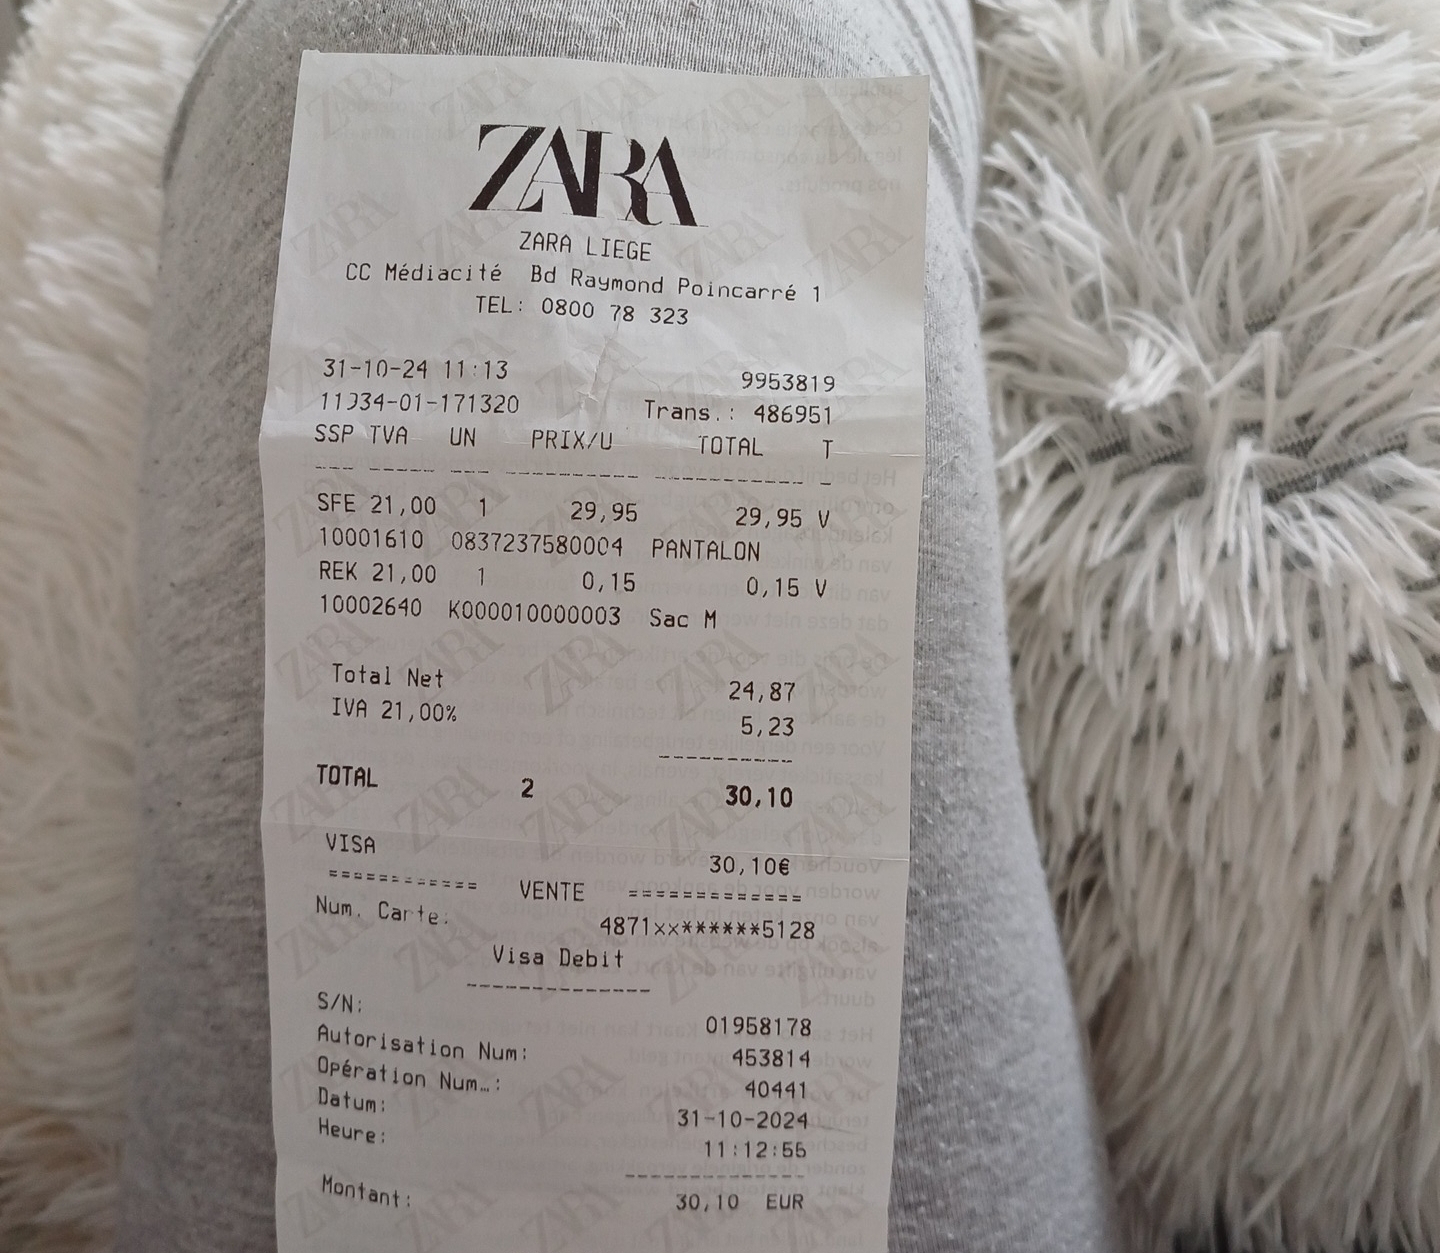 ZARA
ZARA LIEGE
CC Médiacité Bd Raymond Poincarré 1
TEL: 0800 78 323
31-10-24 11:13 9953819
11934-01-171320 Trans.: 486951
SSP TVA UN PRIX/U TOTAL T
SFE 21,00 1 29,95 29,95 V
10001610 0837237580004 PANTALON
REK 21,00 1 0,15 0,15 V
10002640 K000010000003 Sac M
Total Net 24,87
IVA 21,00% 5,23
TOTAL 2 30,10
VISA 30,10€
============ VENTE =============
Num. Carte: 4871xx******5128
Visa Debit
S/N: 01958178
Autorisation Num: 453814
Opération Num…: 40441
Datum: 31-10-2024
Heure: 11:12:56
Montant: 30,10 EUR